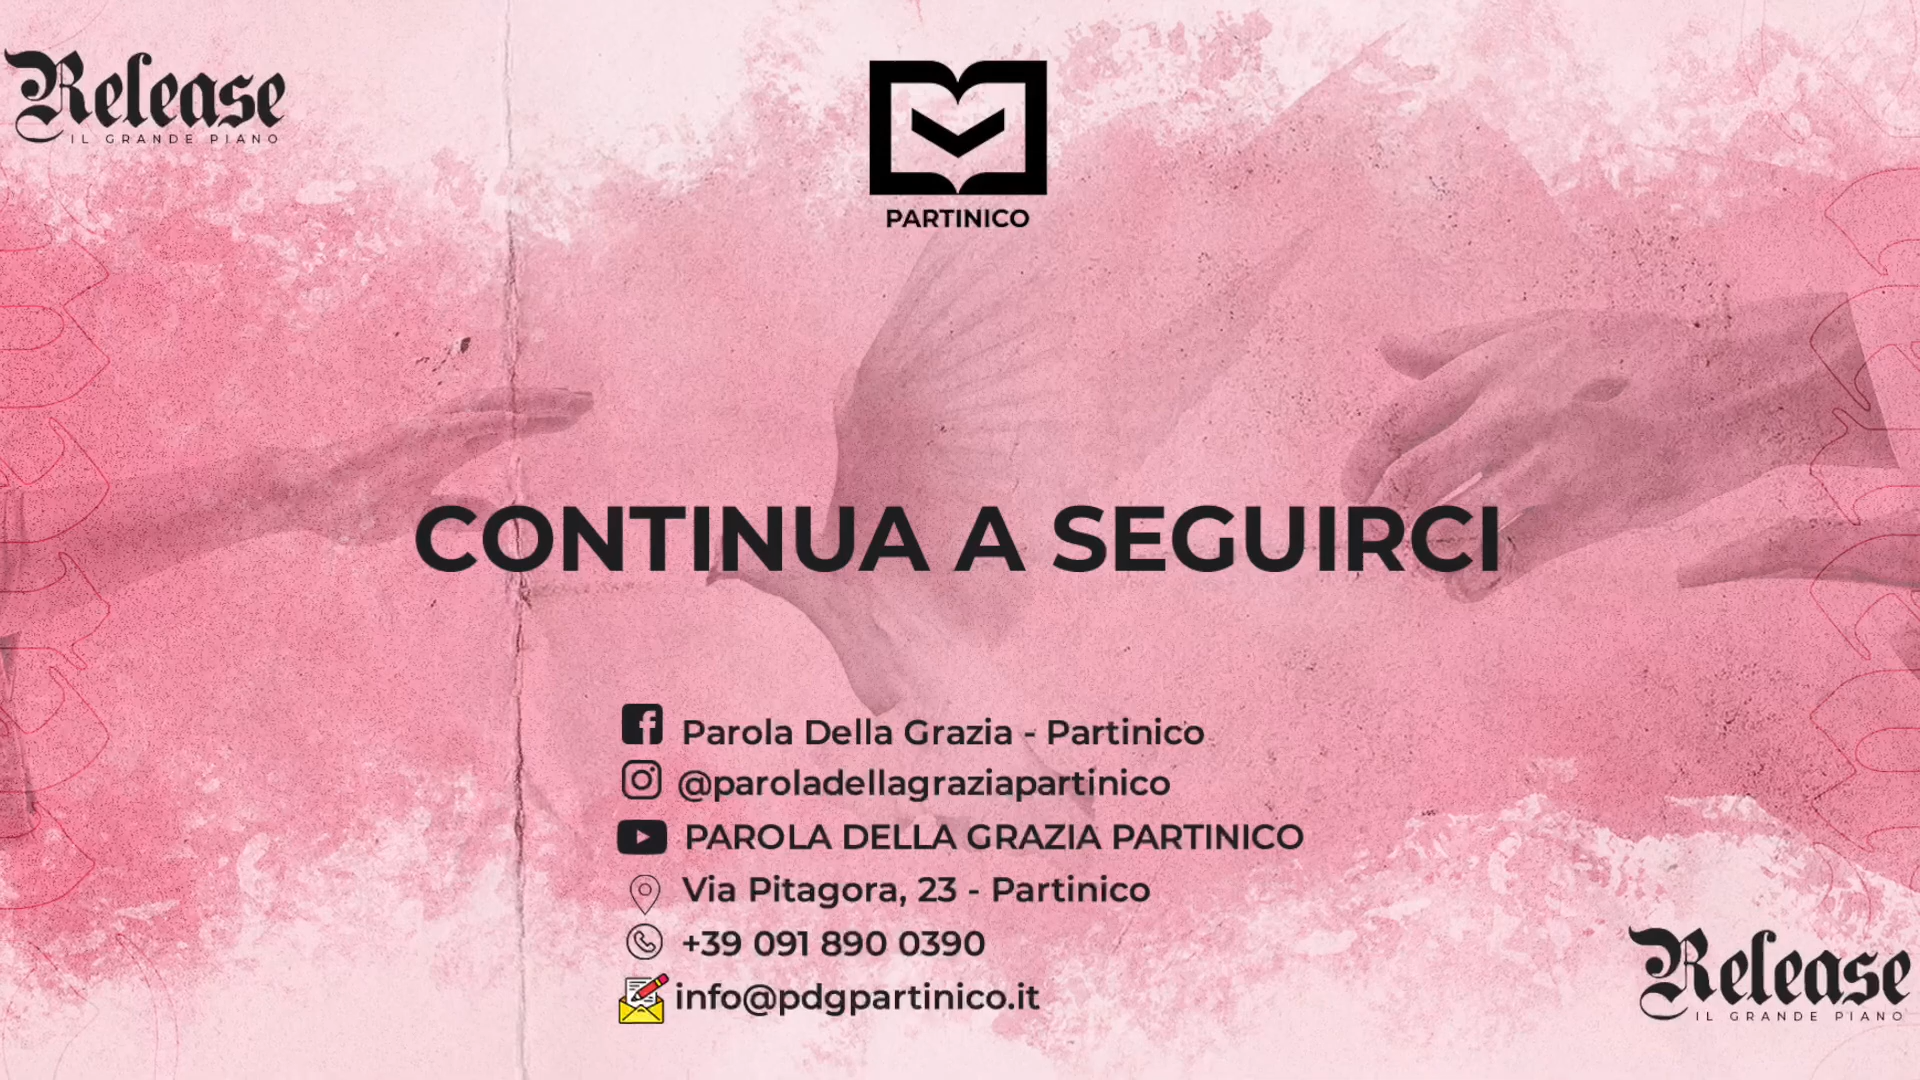 Release
IL GRANDE PIANO
PARTINICO
CONTINUA A SEGUIRCI
Parola Della Grazia - Partinico
@paroladellagraziapartinico
PAROLA DELLA GRAZIA PARTINICO
Via Pitagora, 23 - Partinico
+39 091 890 0390
info@pdgpartinico.it
Release
IL GRANDE PIANO